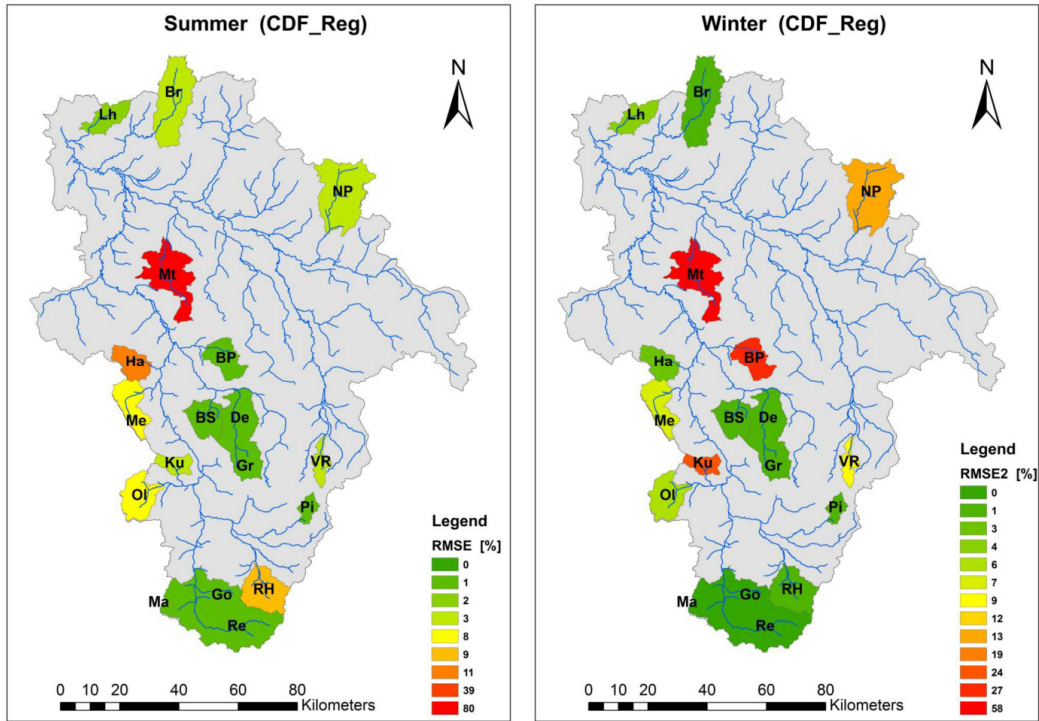 Summer (CDF_Reg)
N
Br
Lh
NP
Mt
BP
Ha
Me
BS
De
Ku
Gr
VR
Ol
Pi
Ma
Go
RH
Re
Legend
RMSE [%]
0
1
2
3
8
9
11
39
80
0 20 40 60 80
Kilometers
Winter (CDF_Reg)
N
Br
Lh
NP
Mt
BP
Ha
Me
BS
De
Ku
Gr
VR
Ol
Pi
Ma
Go
RH
Re
Legend
RMSE2 [%]
0
1
3
4
6
7
9
12
13
19
24
27
58
0 20 40 60 80
Kilometers